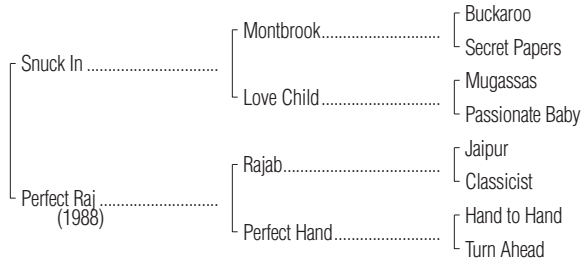 Buckaroo
Montbrook..............................
Secret Papers
Snuck In .................................
Mugassas
Love Child..............................
Passionate Baby
Jaipur
Rajab.......................................
Classicist
Perfect Raj ..............................
(1988)
Hand to Hand
Perfect Hand...........................
Turn Ahead